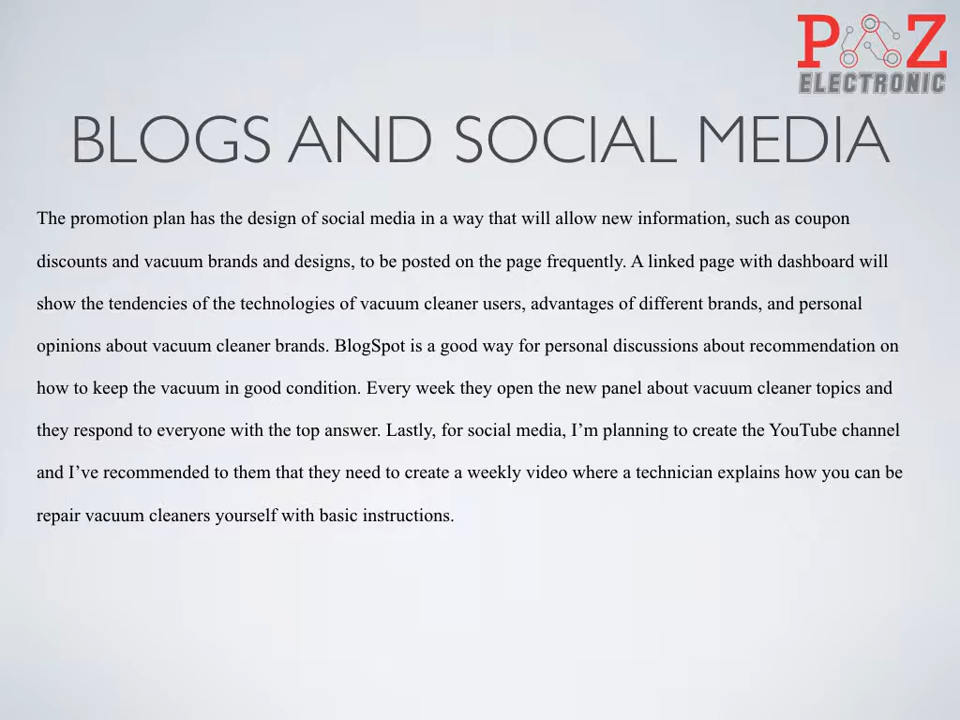 PAZ
ELECTRONIC
BLOGS AND SOCIAL MEDIA
The promotion plan has the design of social media in a way that will allow new information, such as coupon
discounts and vacuum brands and designs, to be posted on the page frequently. A linked page with dashboard will
show the tendencies of the technologies of vacuum cleaner users, advantages of different brands, and personal
opinions about vacuum cleaner brands. BlogSpot is a good way for personal discussions about recommendation on
how to keep the vacuum in good condition. Every week they open the new panel about vacuum cleaner topics and
they respond to everyone with the top answer. Lastly, for social media, I’m planning to create the YouTube channel
and I’ve recommended to them that they need to create a weekly video where a technician explains how you can be
repair vacuum cleaners yourself with basic instructions.